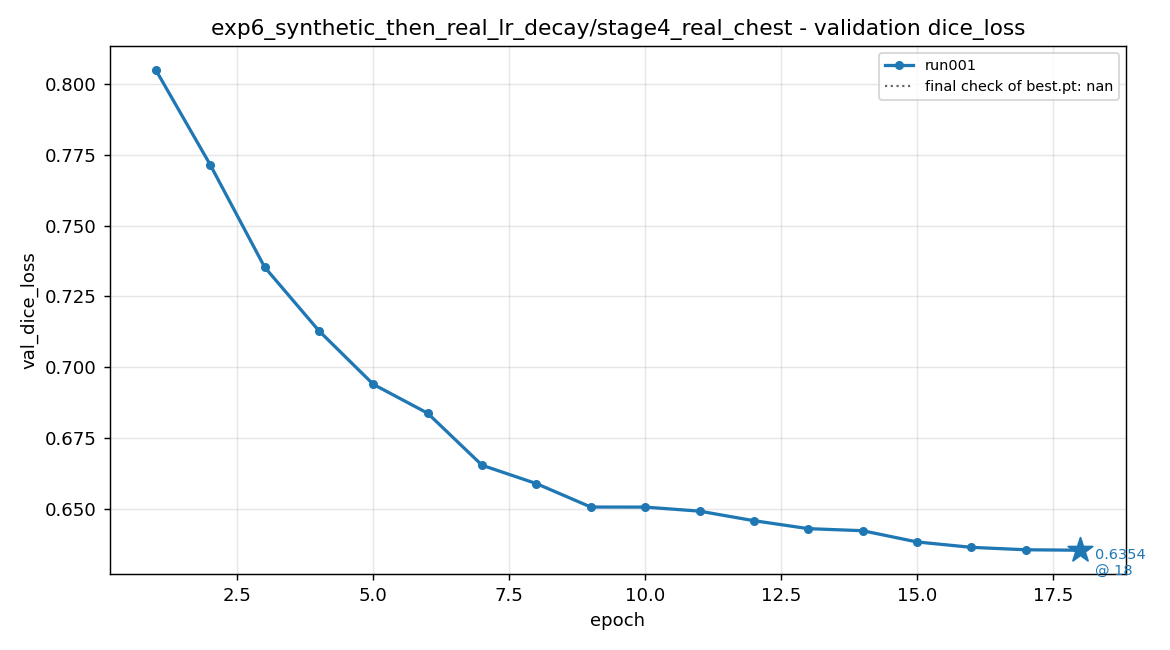 exp6_synthetic_then_real_lr_decay/stage4_real_chest - validation dice_loss
run001
final check of best.pt: nan
val_dice_loss
0.800
0.775
0.750
0.725
0.700
0.675
0.650
0.6354
@ 18
2.5 5.0 7.5 10.0 12.5 15.0 17.5
epoch